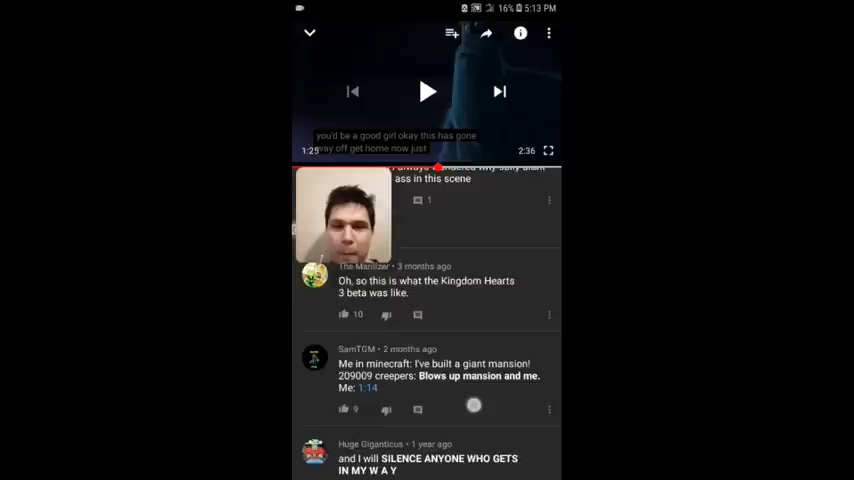 16% 5:13 PM
you'd be a good girl okay this has gone
way off get home now just
1:25
2:36
ass in this scene
1
The Marilizer • 3 months ago
Oh, so this is what the Kingdom Hearts
3 beta was like.
10
SamTGM • 2 months ago
Me in minecraft: I've built a giant mansion!
209009 creepers: Blows up mansion and me.
Me: 1:14
9
Huge Giganticus • 1 year ago
and I will SILENCE ANYONE WHO GETS
IN MY W A Y